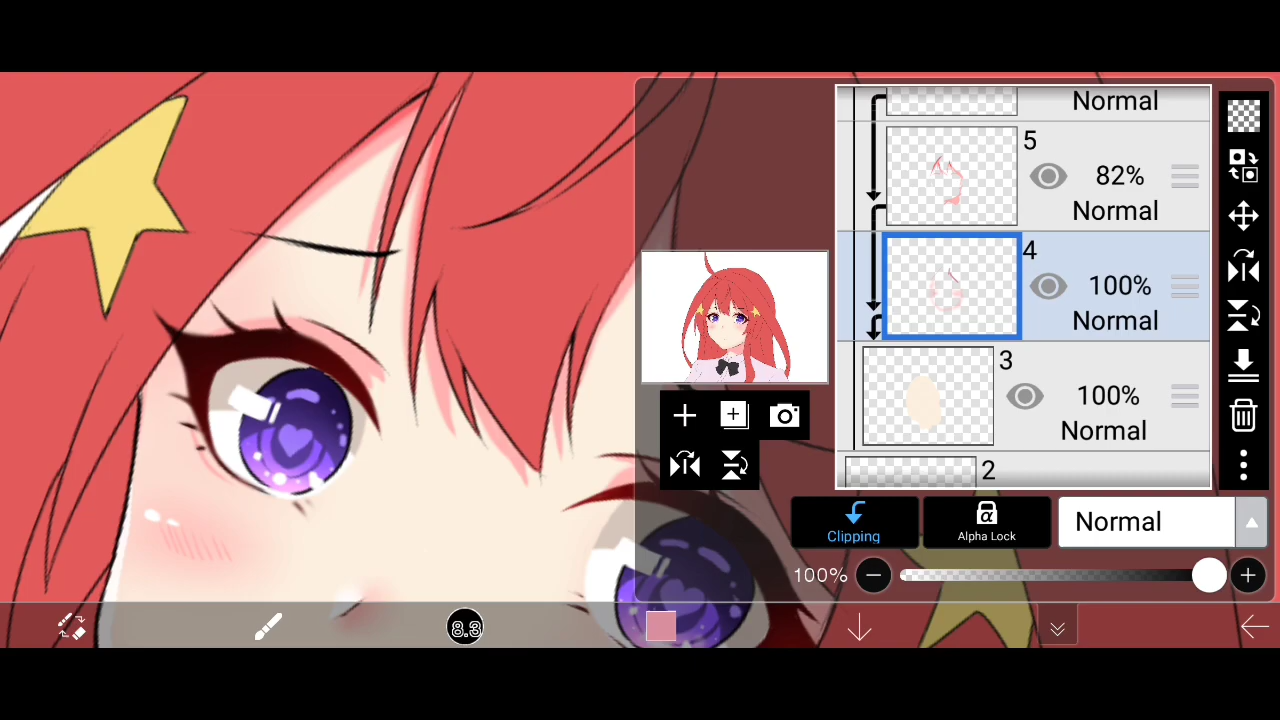 Normal
5
82%
Normal
4
100%
Normal
3
100%
Normal
2
Clipping
α
Alpha Lock
Normal
100%
8.3